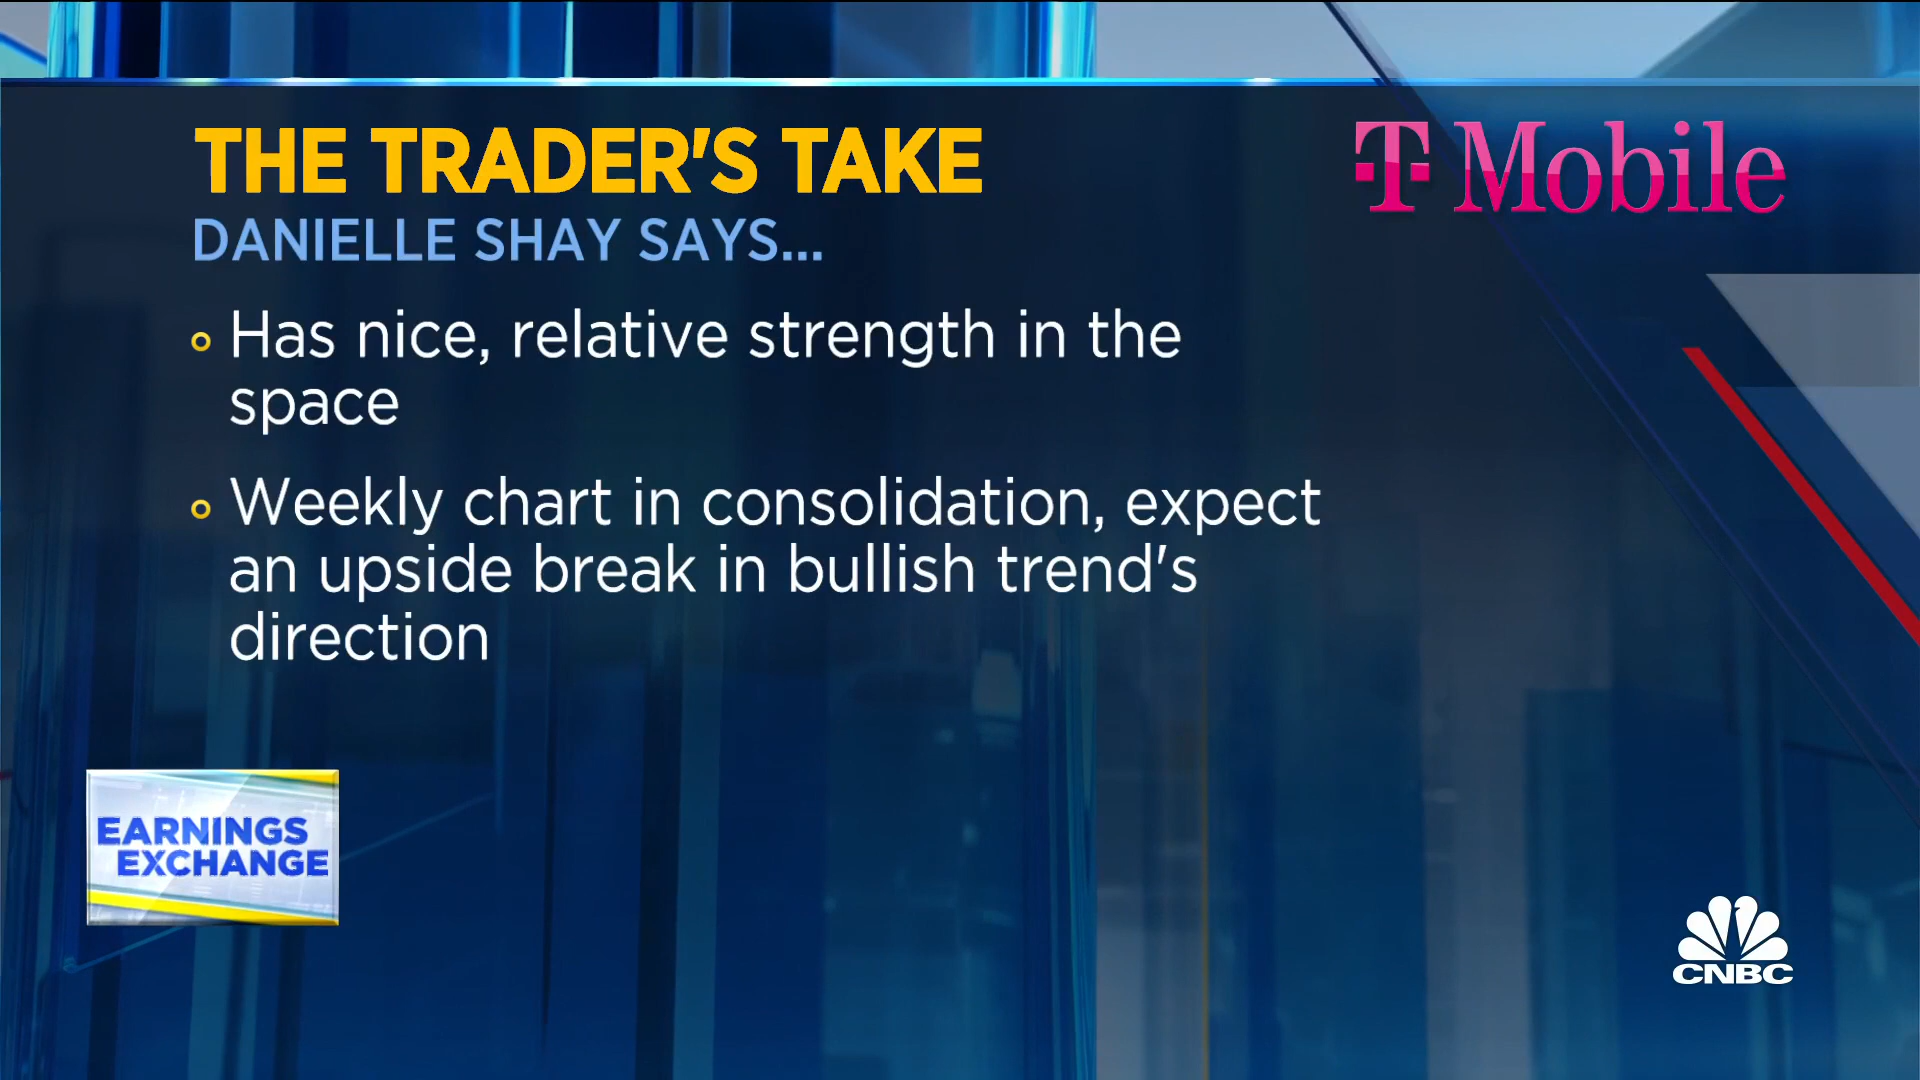 THE TRADER'S TAKE
T Mobile
DANIELLE SHAY SAYS...
Has nice, relative strength in the
space
Weekly chart in consolidation, expect
an upside break in bullish trend's
direction
EARNINGS
EXCHANGE
CNBC